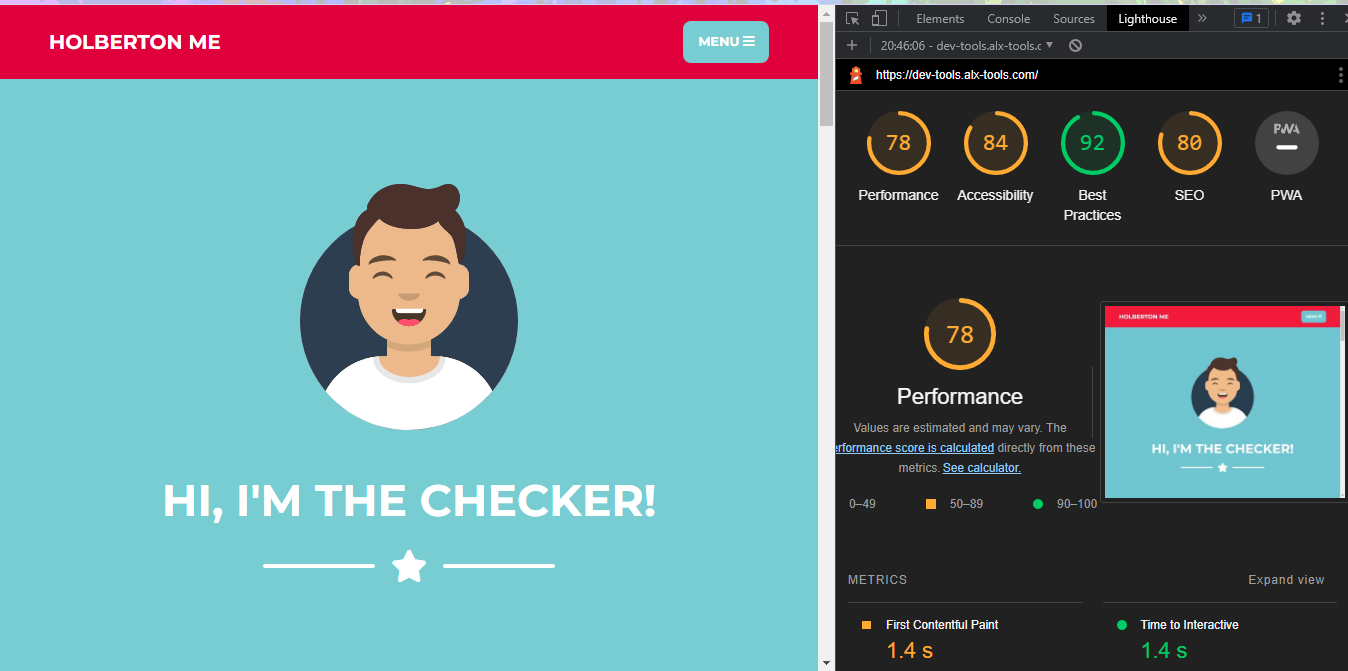 HOLBERTON ME
MENU
HI, I'M THE CHECKER!
Elements
Console
Sources
Lighthouse
1
20:46:06 - dev-tools.alx-tools.c
https://dev-tools.alx-tools.com/
78
84
92
80
PWA
Performance
Accessibility
Best
Practices
SEO
PWA
78
Performance
Values are estimated and may vary. The
erformance score is calculated directly from these
metrics. See calculator.
0–49
50–89
90–100
HOLBERTON ME
MENU
HI, I'M THE CHECKER!
METRICS
Expand view
First Contentful Paint
1.4 s
Time to Interactive
1.4 s